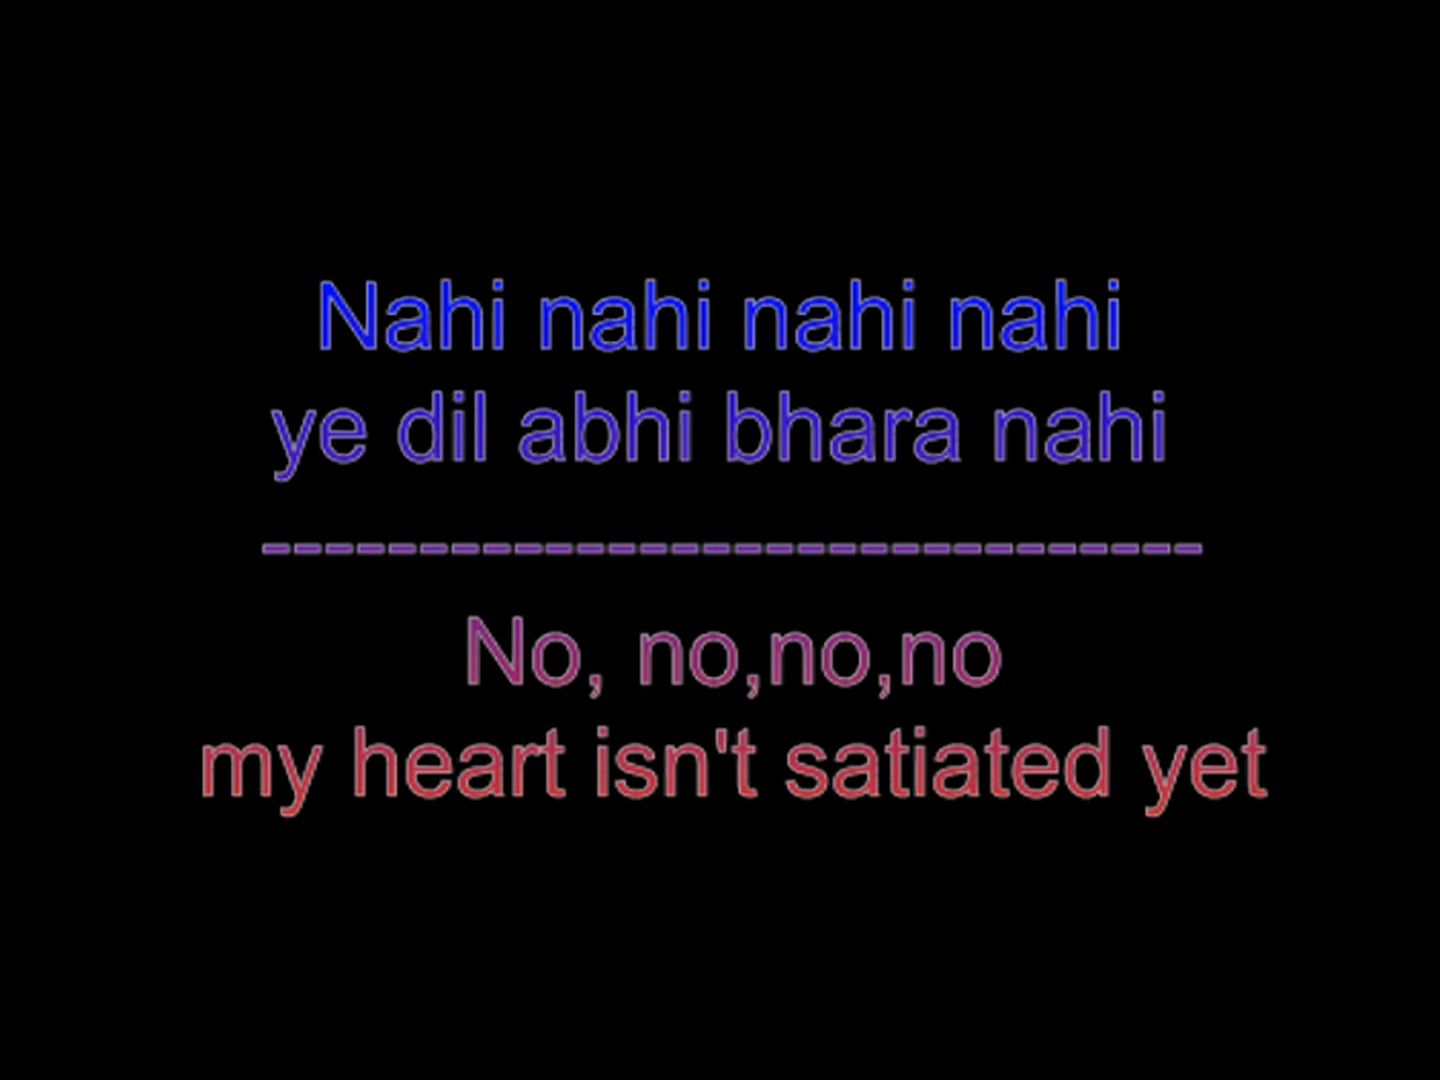 Nahi nahi nahi nahi
ye dil abhi bhara nahi
------------------------------
No, no,no,no
my heart isn't satiated yet